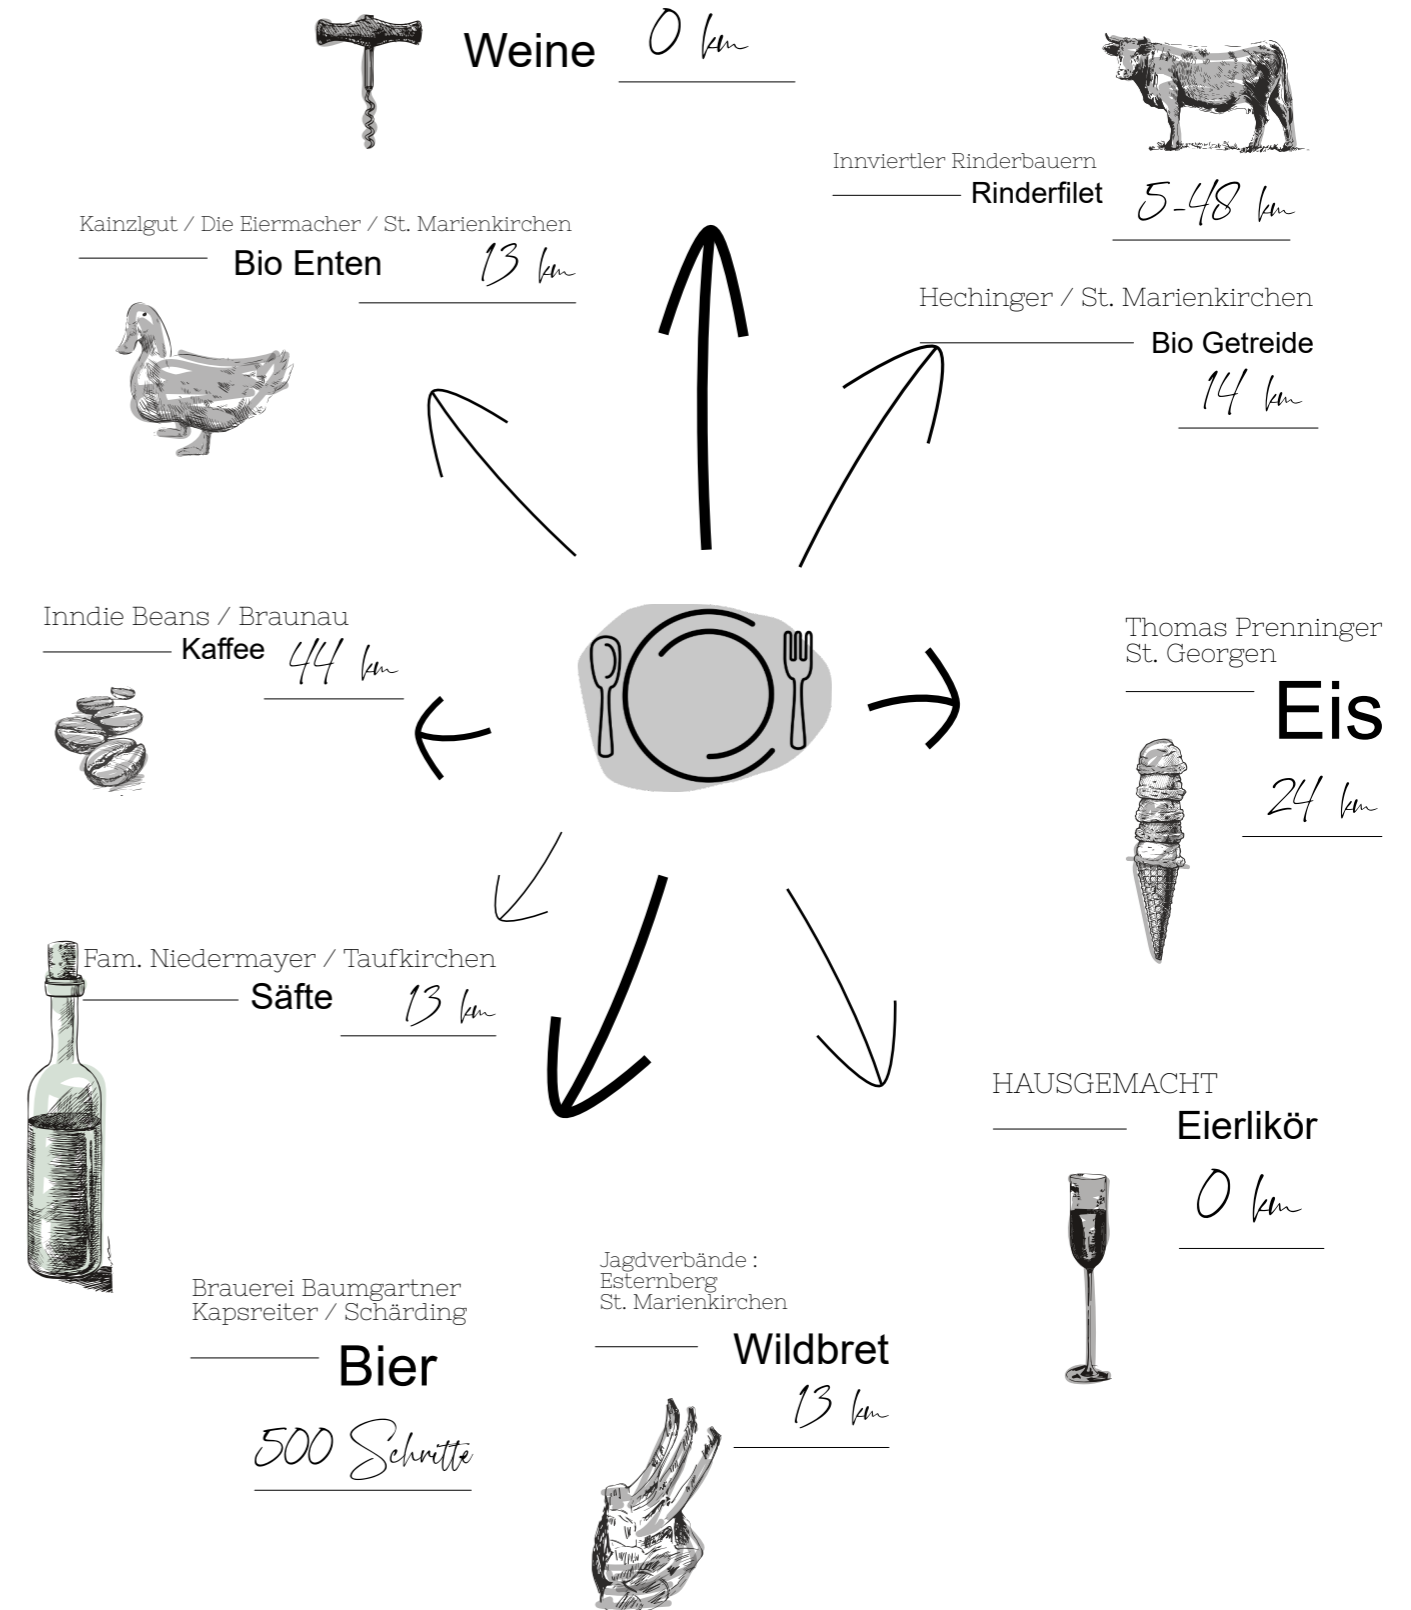 Weine 0 km
Innviertler Rinderbauern
Rinderfilet 5-48 km
Kainzlgut / Die Eiermacher / St. Marienkirchen
Bio Enten 13 km
Hechinger / St. Marienkirchen
Bio Getreide
14 km
Inndie Beans / Braunau
Kaffee 44 km
Thomas Prenninger
St. Georgen
Eis
24 km
Fam. Niedermayer / Taufkirchen
Säfte 13 km
HAUSGEMACHT
Eierlikör
0 km
Brauerei Baumgartner
Kapsreiter / Schärding
Bier
500 Schritte
Jagdverbände :
Esternberg
St. Marienkirchen
Wildbret
13 km